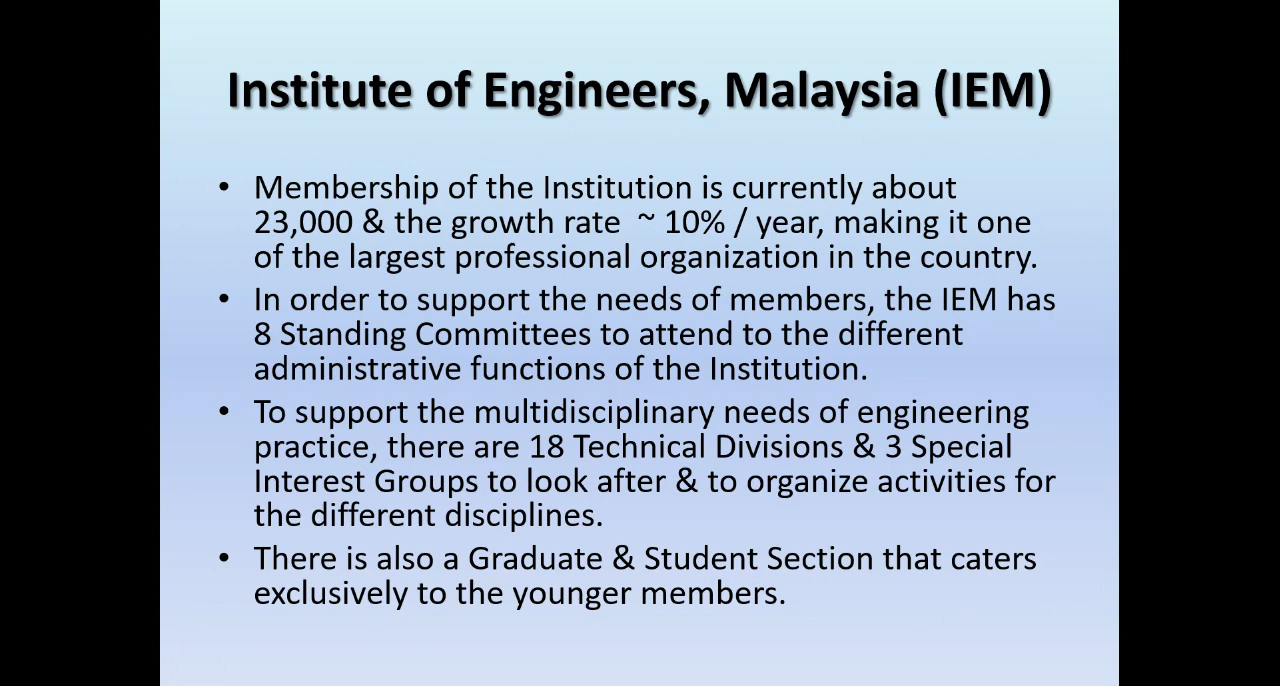 Institute of Engineers, Malaysia (IEM)
• Membership of the Institution is currently about
23,000 & the growth rate  ~ 10% / year, making it one
of the largest professional organization in the country.
• In order to support the needs of members, the IEM has
8 Standing Committees to attend to the different
administrative functions of the Institution.
• To support the multidisciplinary needs of engineering
practice, there are 18 Technical Divisions & 3 Special
Interest Groups to look after & to organize activities for
the different disciplines.
• There is also a Graduate & Student Section that caters
exclusively to the younger members.